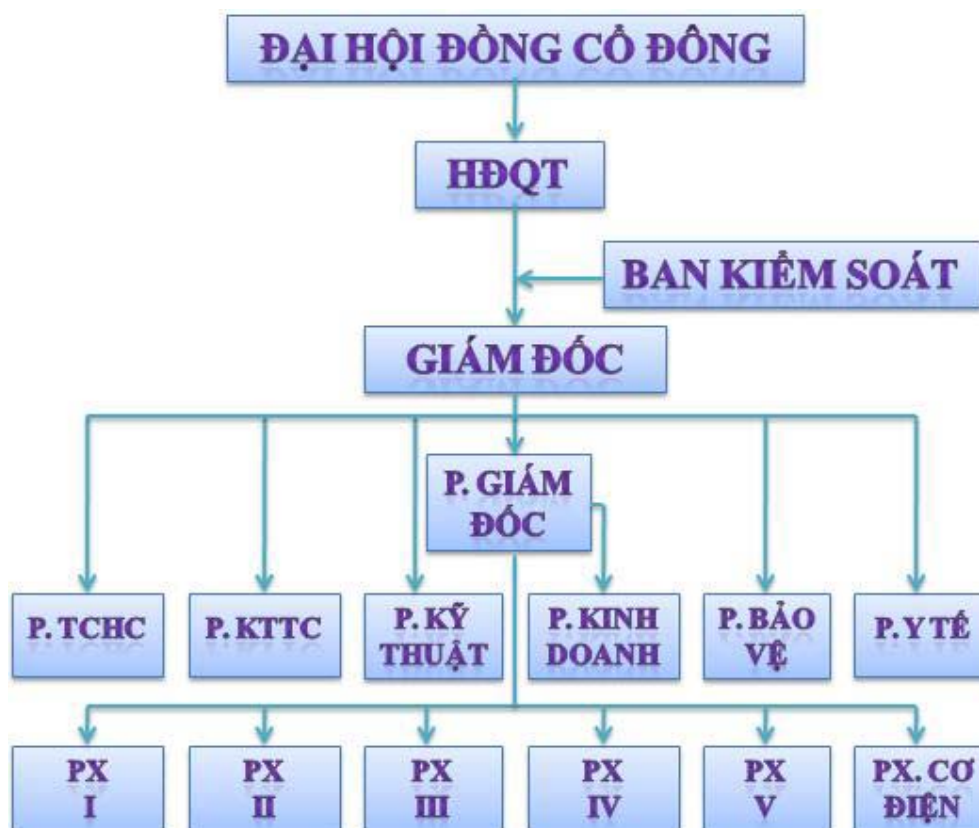 ĐẠI HỘI ĐỒNG CỔ ĐÔNG
HĐQT
BAN KIỂM SOÁT
GIÁM ĐỐC
P. GIÁM
ĐỐC
P. TCHC
P. KTTC
P. KỸ
THUẬT
P. KINH
DOANH
P. BẢO
VỆ
P. Y TẾ
PX
I
PX
II
PX
III
PX
IV
PX
V
PX. CƠ
ĐIỆN